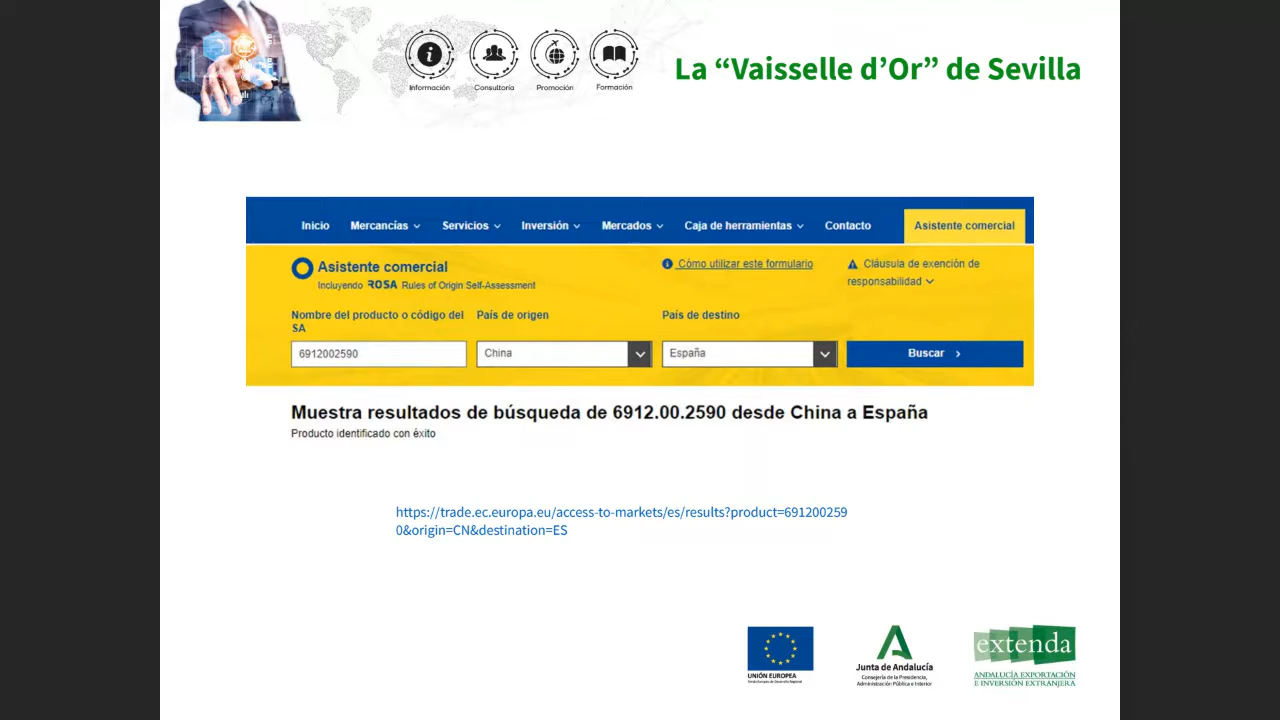 Información
Consultoría
Promoción
Formación
La “Vaisselle d’Or” de Sevilla
Inicio
Mercancías
Servicios
Inversión
Mercados
Caja de herramientas
Contacto
Asistente comercial
Asistente comercial
Incluyendo ROSA Rules of Origin Self-Assessment
Cómo utilizar este formulario
Cláusula de exención de
responsabilidad
Nombre del producto o código del
SA
País de origen
País de destino
6912002590
China
España
Buscar
Muestra resultados de búsqueda de 6912.00.2590 desde China a España
Producto identificado con éxito
https://trade.ec.europa.eu/access-to-markets/es/results?product=691200259
0&origin=CN&destination=ES
UNIÓN EUROPEA
Fondo Europeo de Desarrollo Regional
Junta de Andalucía
Consejería de la Presidencia,
Administración Pública e Interior
extenda
ANDALUCÍA EXPORTACIÓN
E INVERSIÓN EXTRANJERA